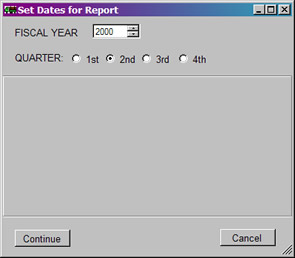 Set Dates for Report
FISCAL YEAR 2000
QUARTER: 1st 2nd 3rd 4th
Continue Cancel